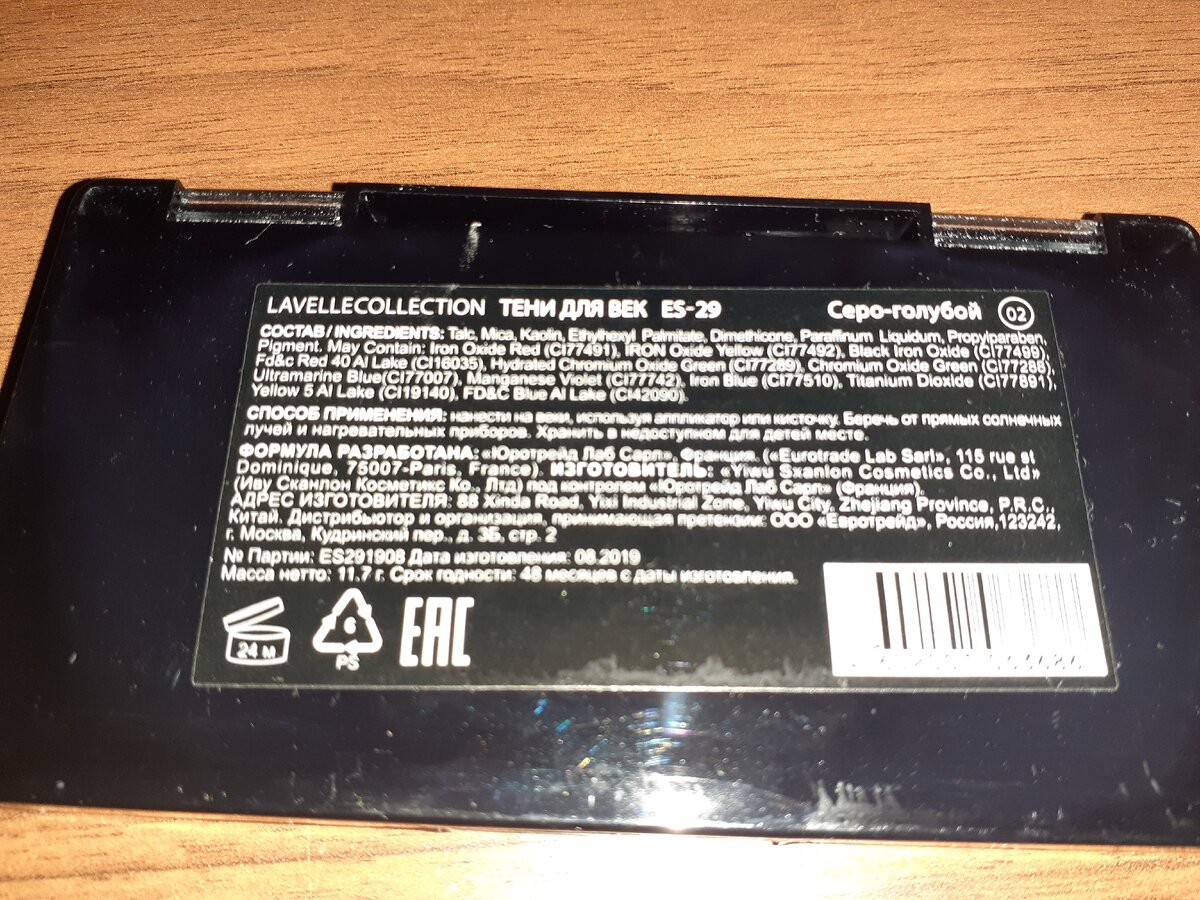 LAVELLECOLLECTION ТЕНИ ДЛЯ ВЕК ES-29 Серо-голубой 02
СОСТАВ/INGREDIENTS: Talc, Mica, Kaolin, Ethylhexyl Palmitate, Dimethicone, Paraffinum Liquidum, Propylparaben,
Pigment. May Contain: Iron Oxide Red (CI77491), IRON Oxide Yellow (CI77492), Black Iron Oxide (CI77499),
Fd&c Red 40 Al Lake (CI16035), Hydrated Chromium Oxide Green (CI77289), Chromium Oxide Green (CI77288),
Ultramarine Blue(CI77007), Manganese Violet (CI77742), Iron Blue (CI77510), Titanium Dioxide (CI77891),
Yellow 5 Al Lake (CI19140), FD&C Blue Al Lake (CI42090).
СПОСОБ ПРИМЕНЕНИЯ: нанести на веки, используя аппликатор или кисточку. Беречь от прямых солнечных
лучей и нагревательных приборов. Хранить в недоступном для детей месте.
ФОРМУЛА РАЗРАБОТАНА: «Юротрейд Лаб Сарл», Франция. («Eurotrade Lab Sarl», 115 rue st
Dominique, 75007-Paris, France). ИЗГОТОВИТЕЛЬ: «Yiwu Sxanlon Cosmetics Co., Ltd»
(Иву Сканлон Косметикс Ко., Лтд) под контролем «Юротрейд Лаб Сарл» (Франция).
АДРЕС ИЗГОТОВИТЕЛЯ: 88 Xinda Road, Yixi Industrial Zone, Yiwu City, Zhejiang Province, P.R.C.,
Китай. Дистрибьютор и организация, принимающая претензии: ООО «Евротрейд», Россия,123242,
г. Москва, Кудринский пер., д. 3Б, стр. 2
№ Партии: ES291908 Дата изготовления: 08.2019
Масса нетто: 11.7 г. Срок годности: 48 месяцев с даты изготовления.
24 м
6
PS
EAC